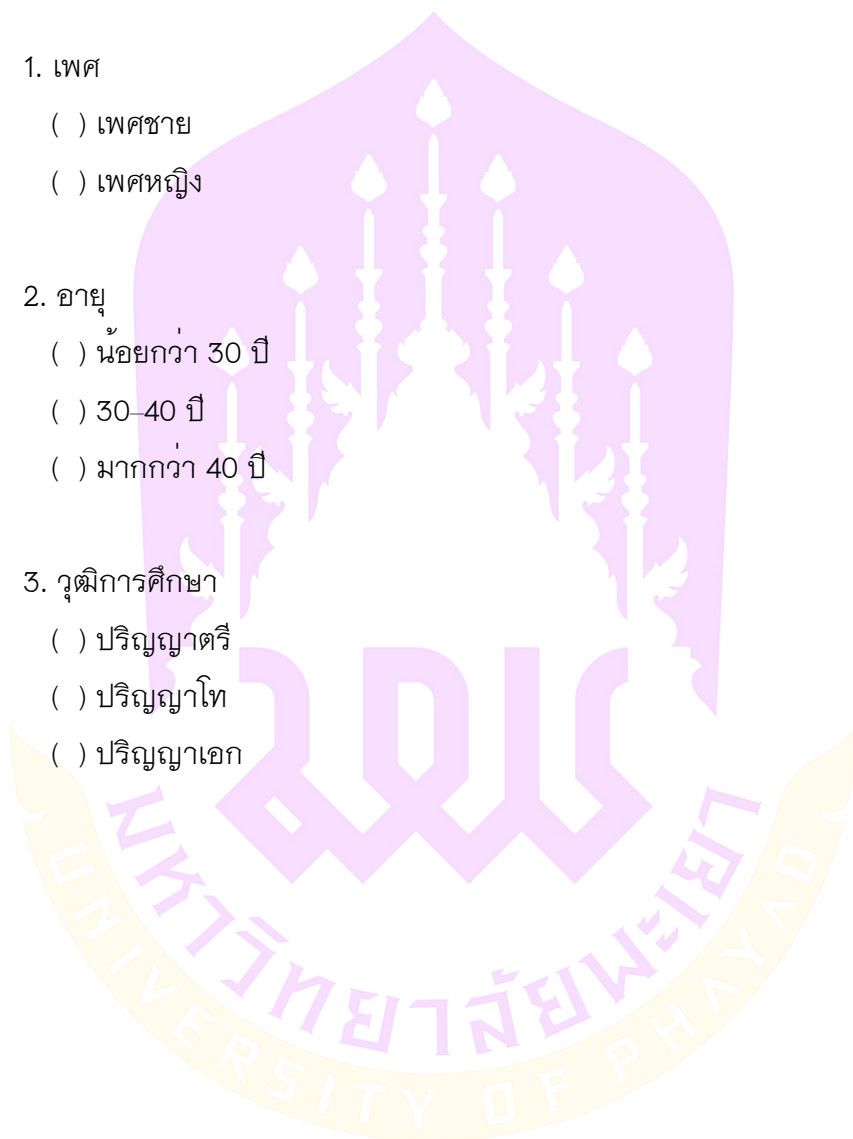 1. เพศ
( ) เพศชาย
( ) เพศหญิง
2. อายุ
( ) น้อยกว่า 30 ปี
( ) 30–40 ปี
( ) มากกว่า 40 ปี
3. วุฒิการศึกษา
( ) ปริญญาตรี
( ) ปริญญาโท
( ) ปริญญาเอก
มหาวิทยาลัยพะเยา
UNIVERSITY OF PHAYAO